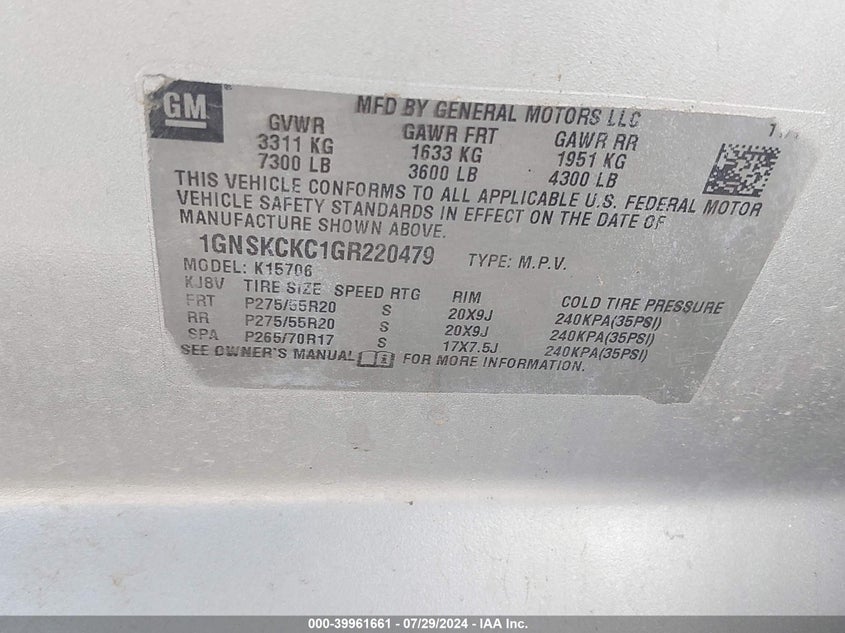 GM
MFD BY GENERAL MOTORS LLC
GVWR GAWR FRT GAWR RR
3311 KG 1633 KG 1951 KG
7300 LB 3600 LB 4300 LB
THIS VEHICLE CONFORMS TO ALL APPLICABLE U.S. FEDERAL MOTOR
VEHICLE SAFETY STANDARDS IN EFFECT ON THE DATE OF
MANUFACTURE SHOWN ABOVE.
1GNSKCKC1GR220479 TYPE: M.P.V.
MODEL: K15706
KJ8V TIRE SIZE SPEED RTG RIM COLD TIRE PRESSURE
FRT P275/55R20 S 20X9J 240KPA(35PSI)
RR P275/55R20 S 20X9J 240KPA(35PSI)
SPA P265/70R17 S 17X7.5J 240KPA(35PSI)
SEE OWNER'S MANUAL FOR MORE INFORMATION.
000-39961661 / 07/29/2024 - IAA Inc.